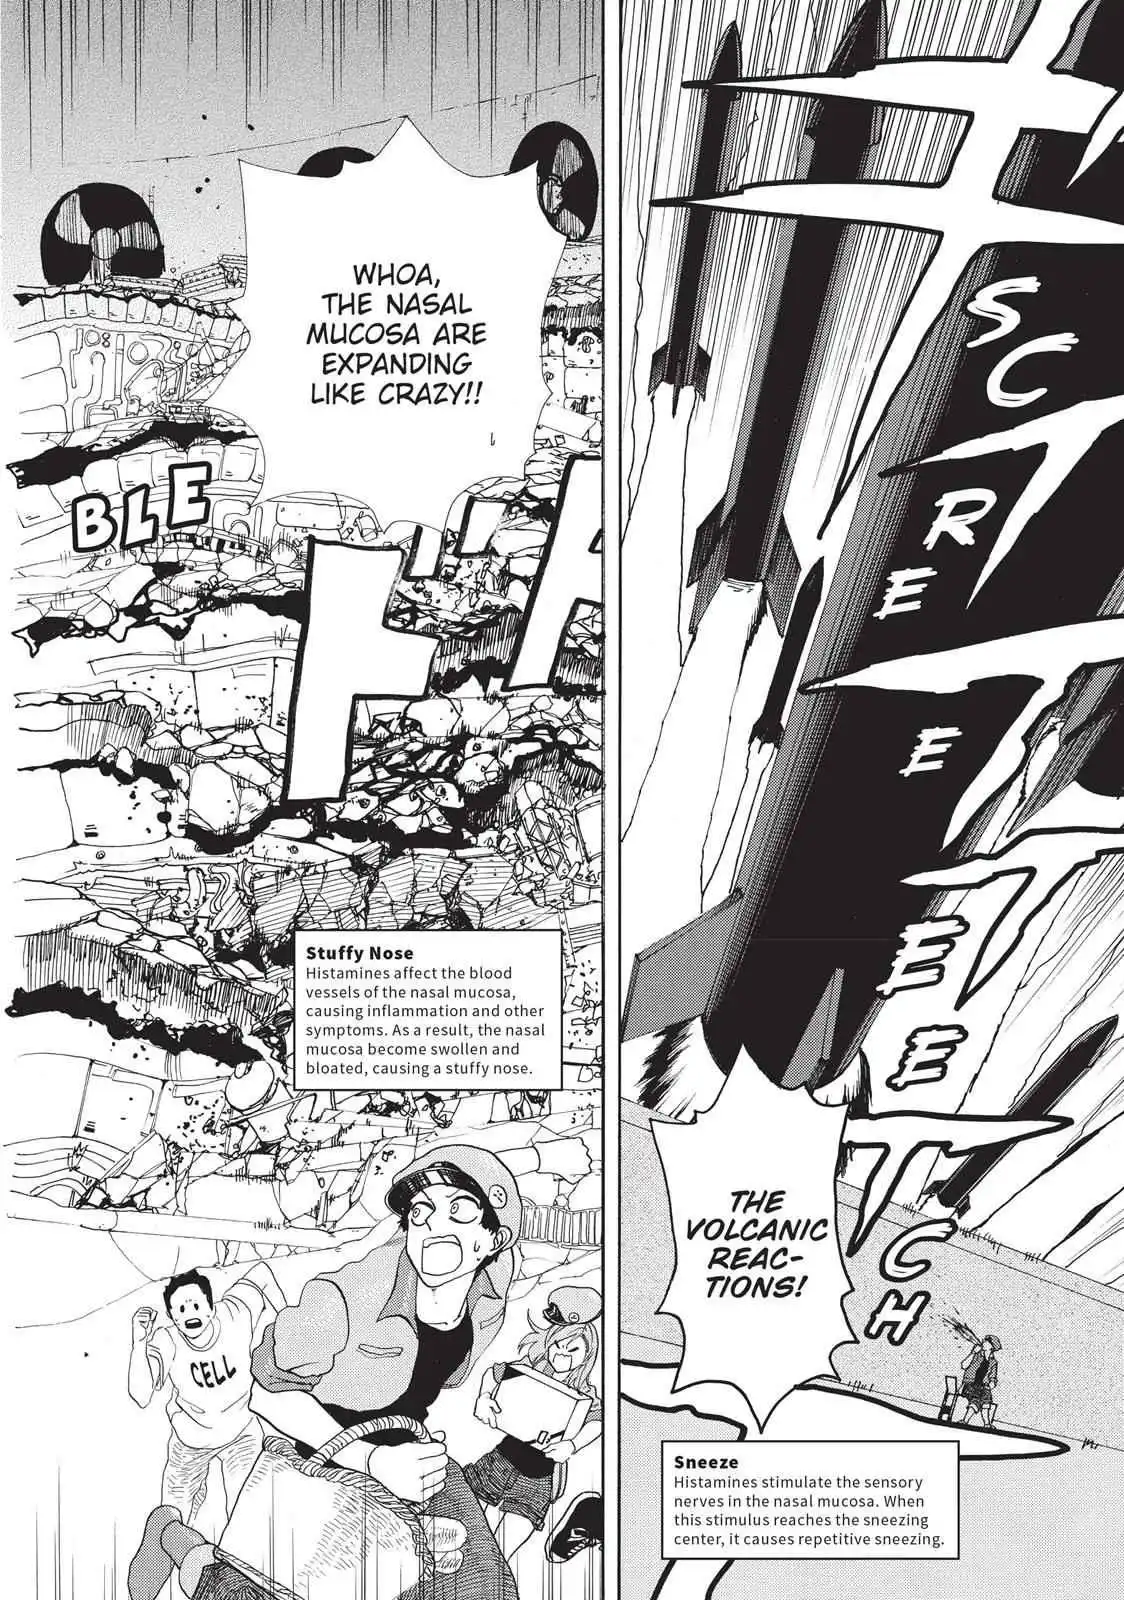 SCREEEEETCH
THE
VOLCANIC
REAC-
TIONS!
Sneeze
Histamines stimulate the sensory
nerves in the nasal mucosa. When
this stimulus reaches the sneezing
center, it causes repetitive sneezing.
WHOA,
THE NASAL
MUCOSA ARE
EXPANDING
LIKE CRAZY!!
BLE
ド
Stuffy Nose
Histamines affect the blood
vessels of the nasal mucosa,
causing inflammation and other
symptoms. As a result, the nasal
mucosa become swollen and
bloated, causing a stuffy nose.
CELL